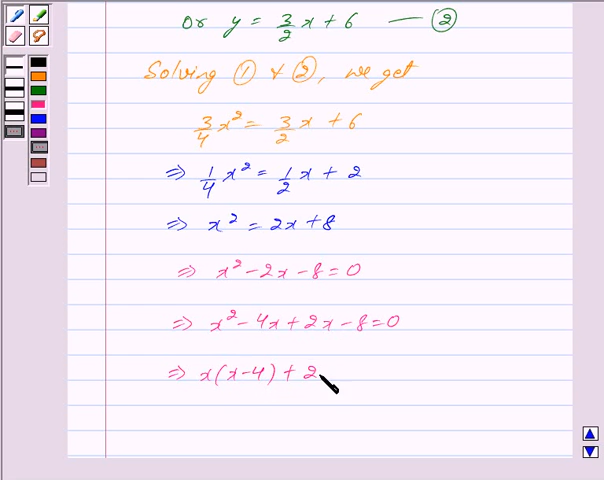 Or y = 3/2 x + 6 — ②
Solving ① & ②, we get
3/4 x² = 3/2 x + 6
⇒ 1/4 x² = 1/2 x + 2
⇒ x² = 2x + 8
⇒ x² - 2x - 8 = 0
⇒ x² - 4x + 2x - 8 = 0
⇒ x(x-4) + 2